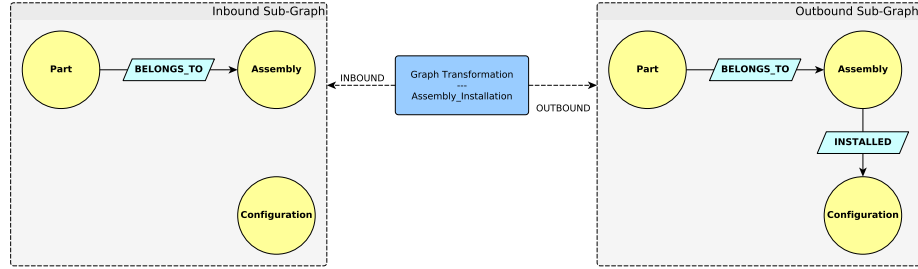 Inbound Sub-Graph
Part
BELONGS_TO
Assembly
Configuration
INBOUND
Graph Transformation
---
Assembly_Installation
OUTBOUND
Outbound Sub-Graph
Part
BELONGS_TO
Assembly
INSTALLED
Configuration